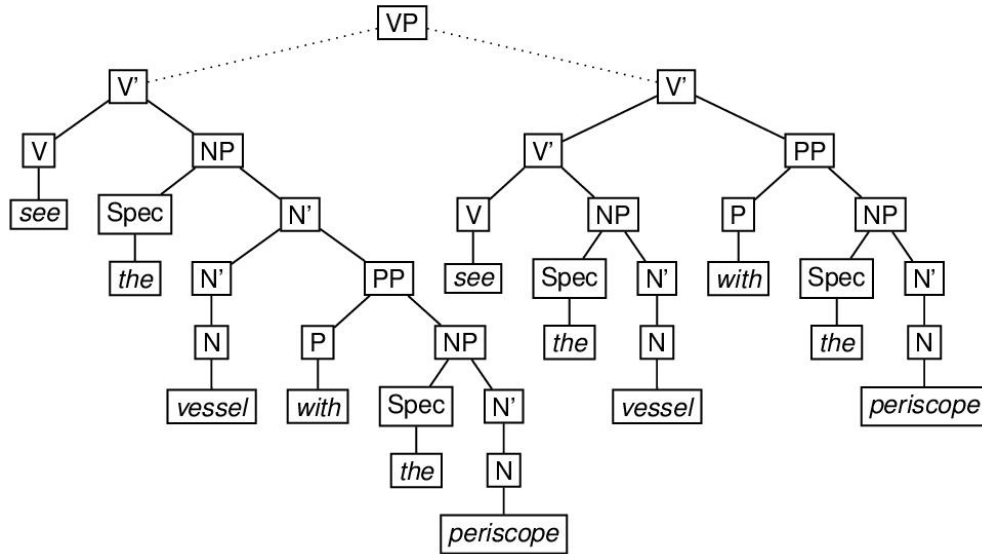 VP
V' V'
V NP V' PP
see Spec N' V NP P NP
the N' PP see Spec N' with Spec N'
N P NP the N the N
vessel with Spec N' vessel periscope
the N
periscope